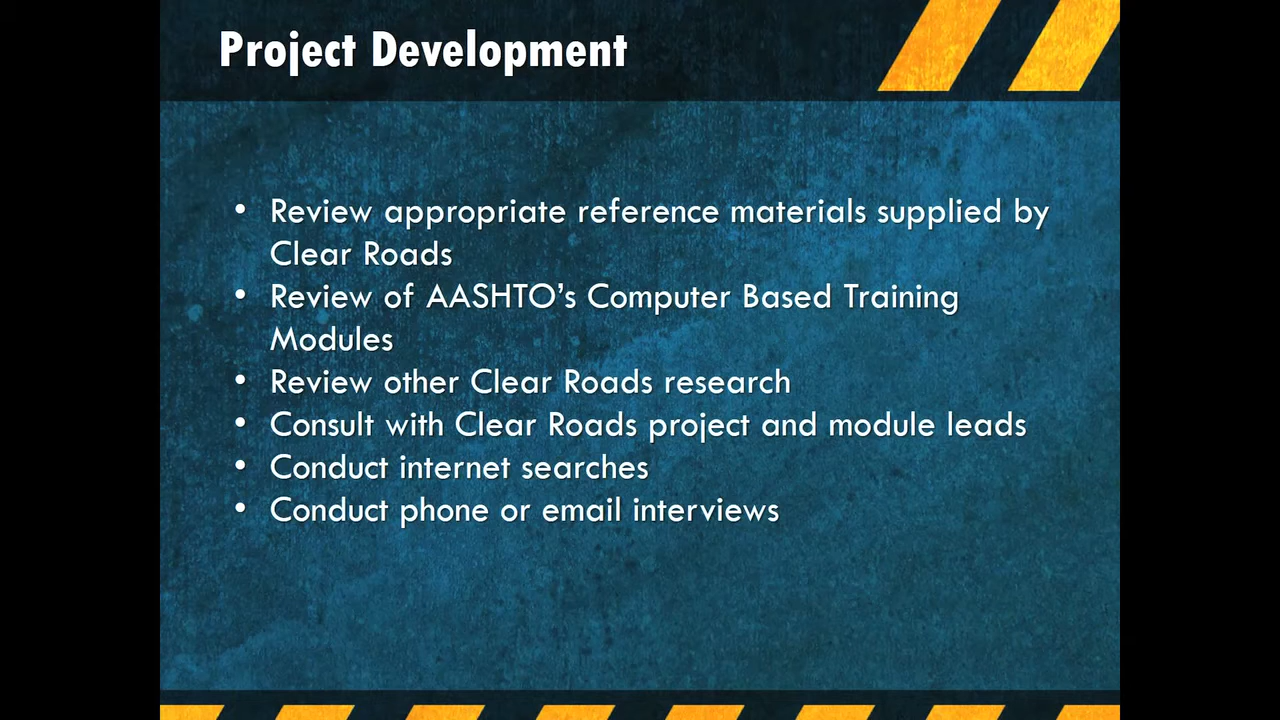 Project Development
• Review appropriate reference materials supplied by
Clear Roads
• Review of AASHTO’s Computer Based Training
Modules
• Review other Clear Roads research
• Consult with Clear Roads project and module leads
• Conduct internet searches
• Conduct phone or email interviews